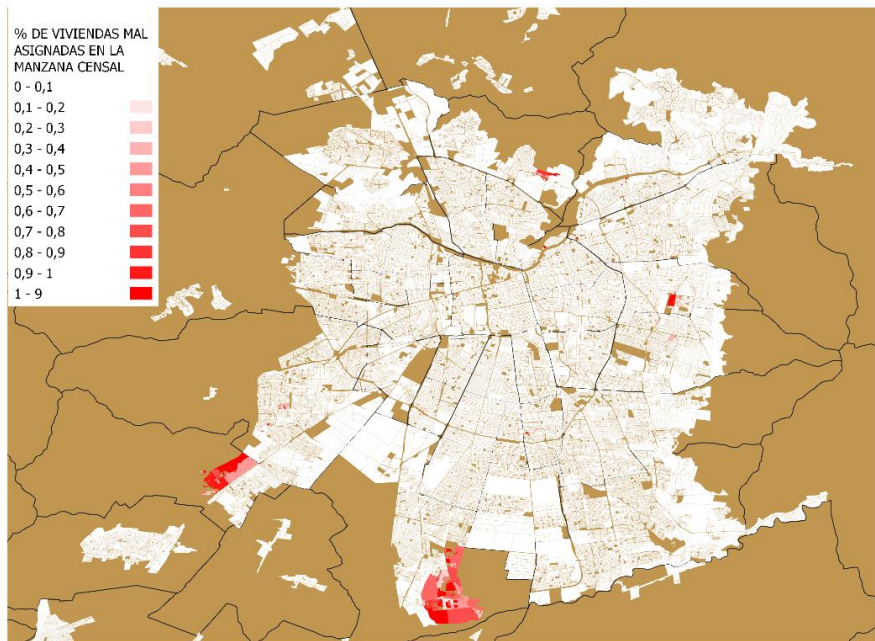 % DE VIVIENDAS MAL
ASIGNADAS EN LA
MANZANA CENSAL
0 - 0,1
0,1 - 0,2
0,2 - 0,3
0,3 - 0,4
0,4 - 0,5
0,5 - 0,6
0,6 - 0,7
0,7 - 0,8
0,8 - 0,9
0,9 - 1
1 - 9